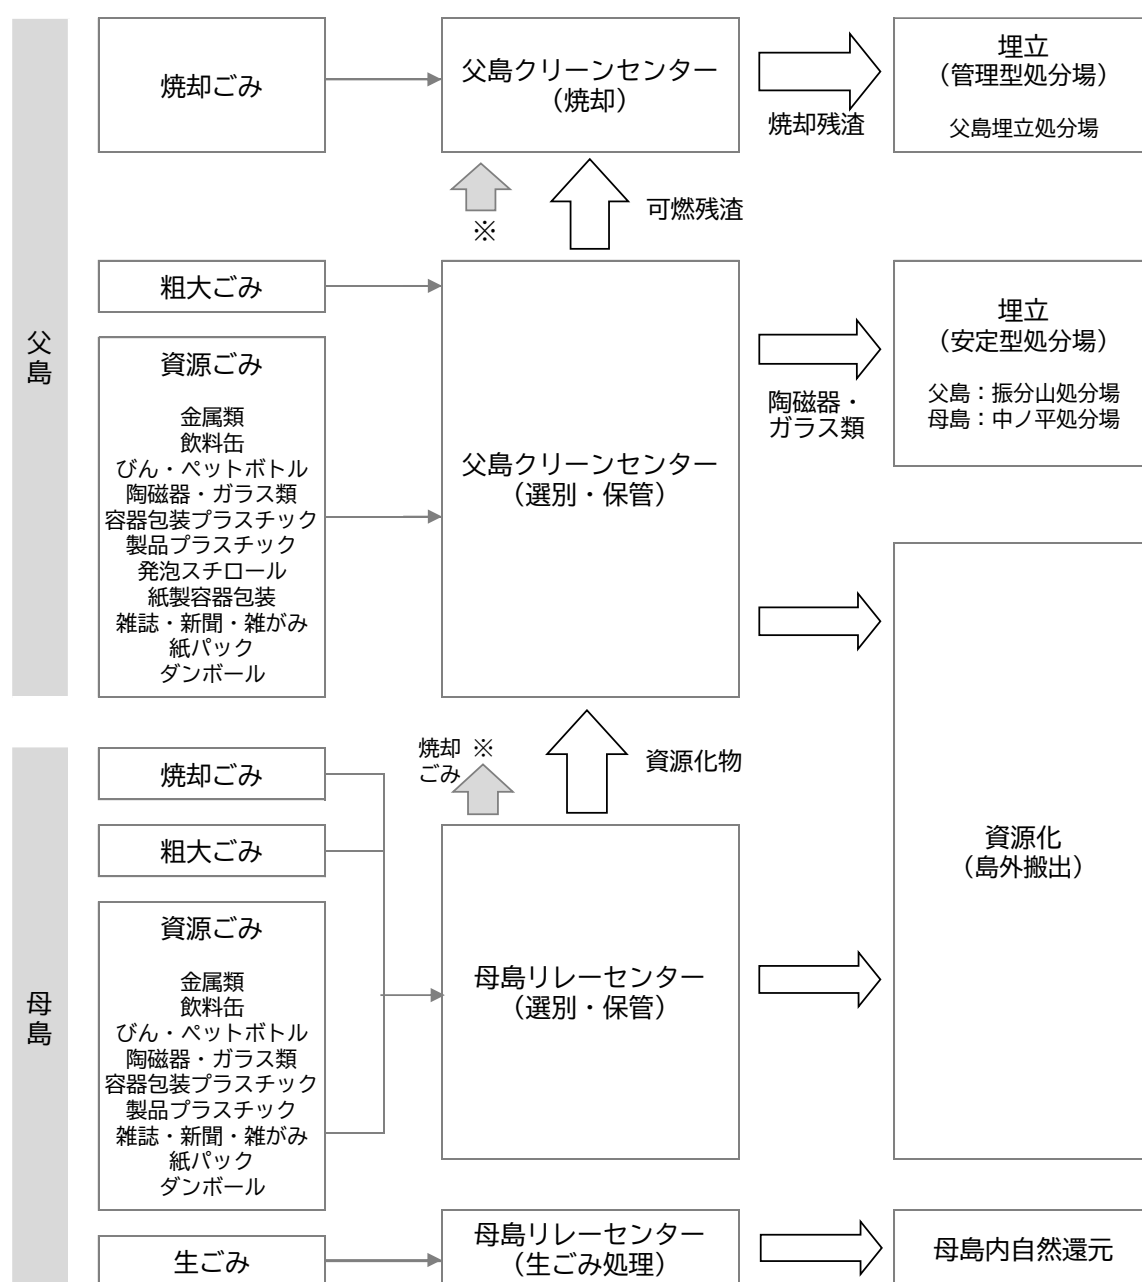 父島
焼却ごみ
父島クリーンセンター
（焼却）
焼却残渣
埋立
（管理型処分場）
父島埋立処分場
※
可燃残渣
粗大ごみ
資源ごみ
金属類
飲料缶
びん・ペットボトル
陶磁器・ガラス類
容器包装プラスチック
製品プラスチック
発泡スチロール
紙製容器包装
雑誌・新聞・雑がみ
紙パック
ダンボール
父島クリーンセンター
（選別・保管）
陶磁器・
ガラス類
埋立
（安定型処分場）
父島：振分山処分場
母島：中ノ平処分場
母島
焼却ごみ
粗大ごみ
資源ごみ
金属類
飲料缶
びん・ペットボトル
陶磁器・ガラス類
容器包装プラスチック
製品プラスチック
雑誌・新聞・雑がみ
紙パック
ダンボール
焼却 ※
ごみ
資源化物
母島リレーセンター
（選別・保管）
資源化
（島外搬出）
生ごみ
母島リレーセンター
（生ごみ処理）
母島内自然還元